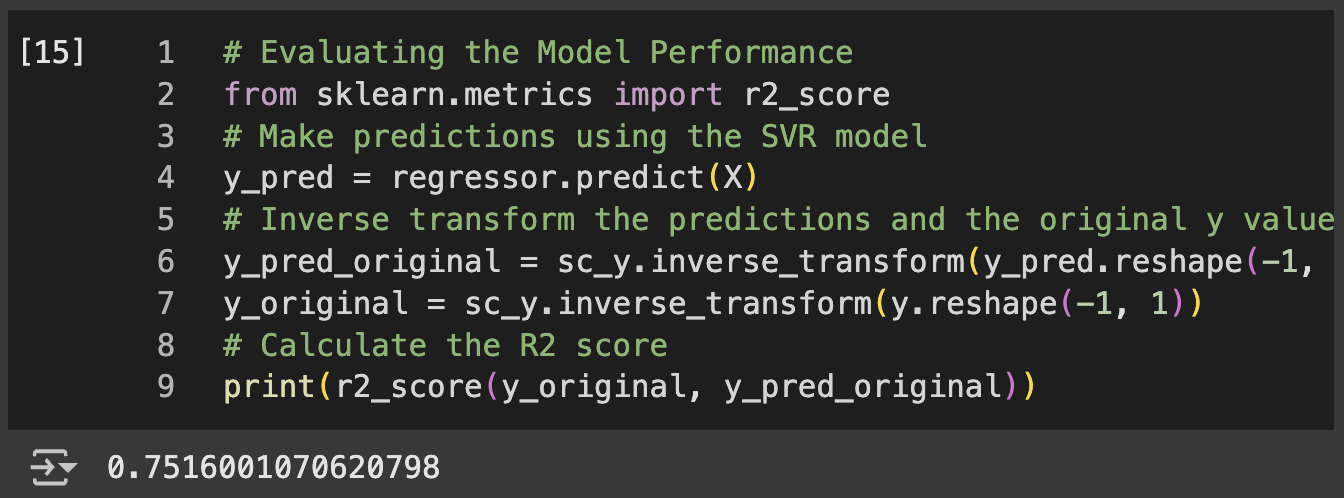 [15] 1 # Evaluating the Model Performance
2 from sklearn.metrics import r2_score
3 # Make predictions using the SVR model
4 y_pred = regressor.predict(X)
5 # Inverse transform the predictions and the original y value
6 y_pred_original = sc_y.inverse_transform(y_pred.reshape(-1,
7 y_original = sc_y.inverse_transform(y.reshape(-1, 1))
8 # Calculate the R2 score
9 print(r2_score(y_original, y_pred_original))
0.7516001070620798